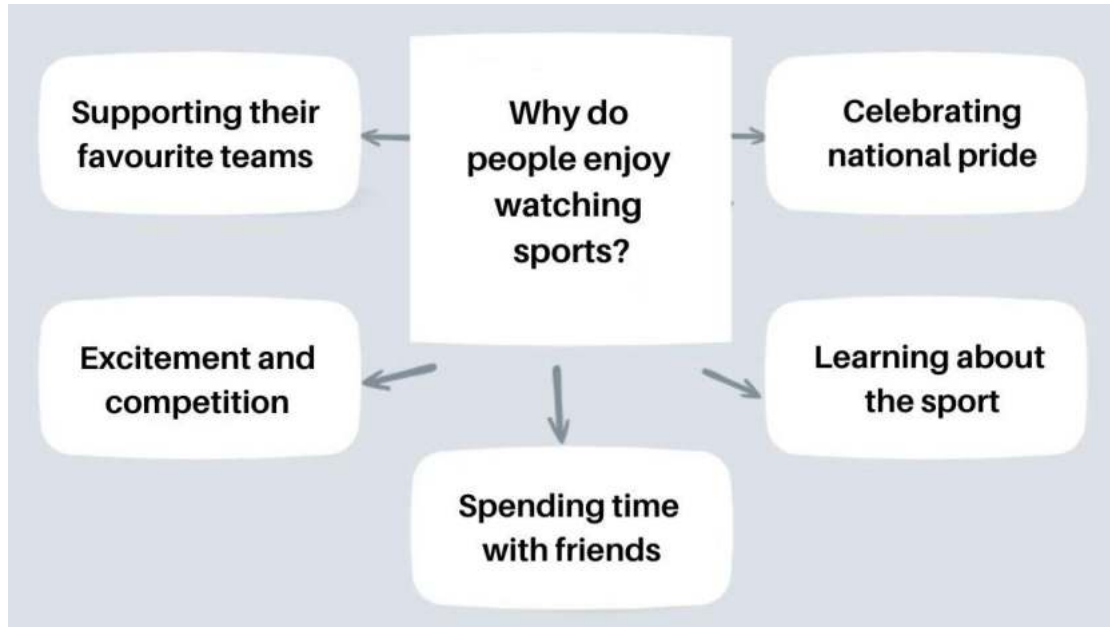 Why do
people enjoy
watching
sports?
Supporting their
favourite teams
Celebrating
national pride
Excitement and
competition
Learning about
the sport
Spending time
with friends